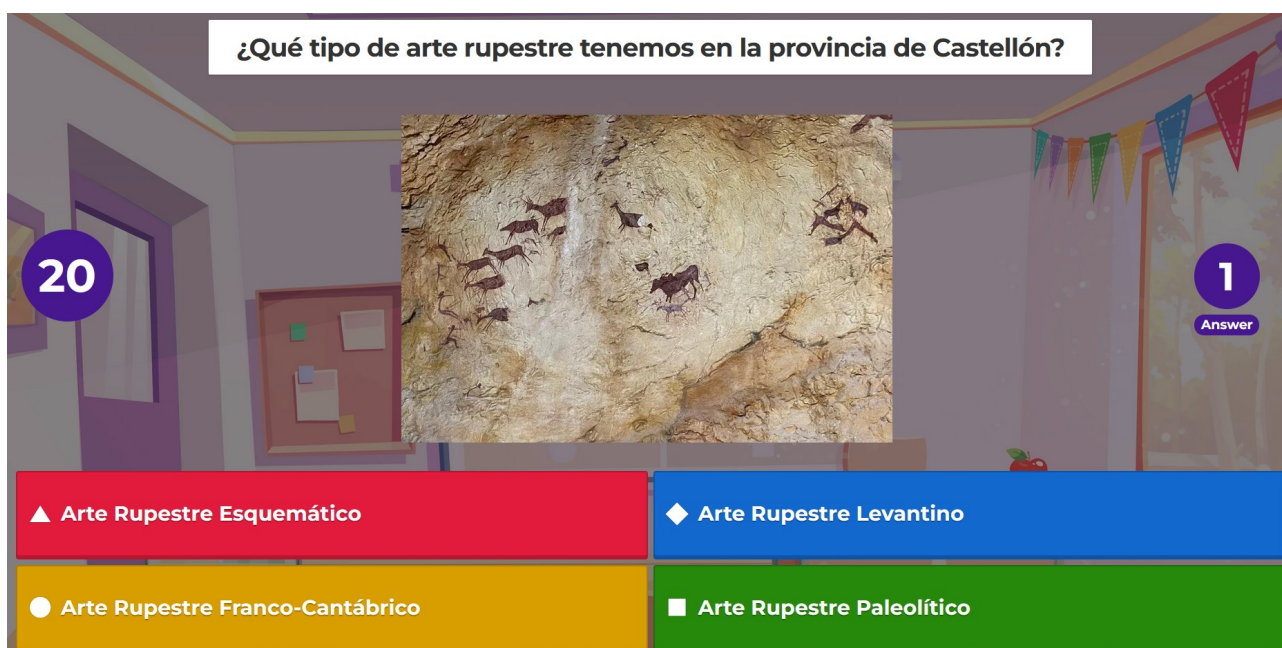 ¿Qué tipo de arte rupestre tenemos en la provincia de Castellón?
20
1
Answer
Arte Rupestre Esquemático
Arte Rupestre Levantino
Arte Rupestre Franco-Cantábrico
Arte Rupestre Paleolítico